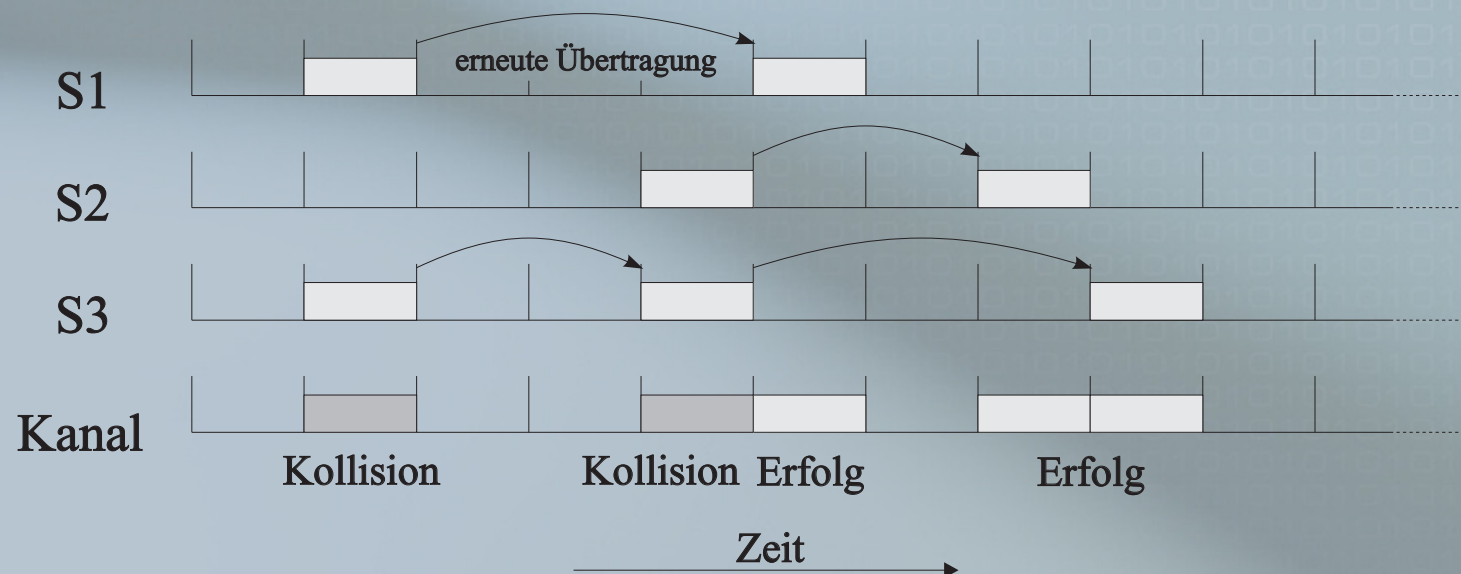 S1
erneute Übertragung
S2
S3
Kanal
Kollision Kollision Erfolg Erfolg
Zeit